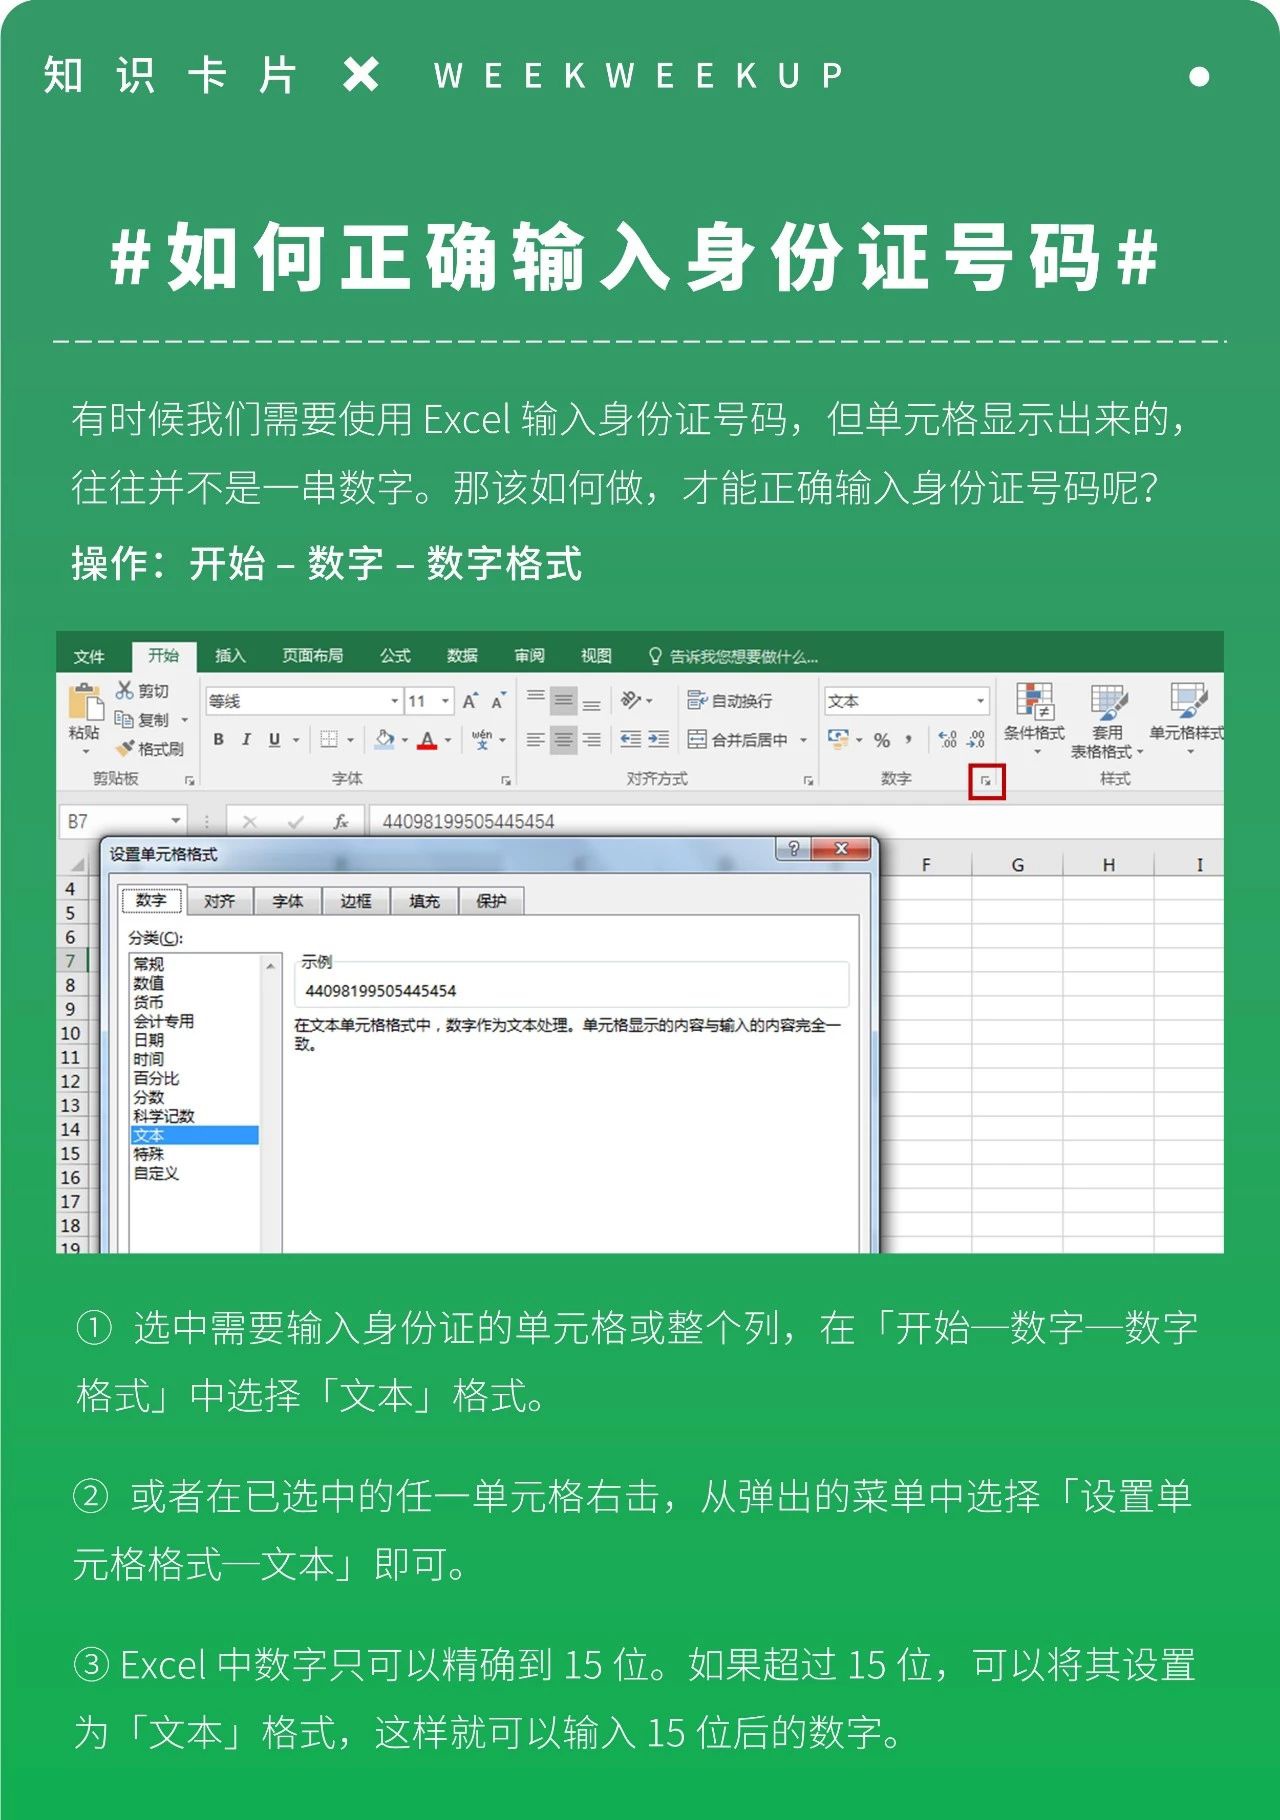 知识卡片 ✖ WEEKWEEKUP
#如何正确输入身份证号码#
有时候我们需要使用 Excel 输入身份证号码，但单元格显示出来的，
往往并不是一串数字。那该如何做，才能正确输入身份证号码呢？
操作：开始 – 数字 – 数字格式
文件 开始 插入 页面布局 公式 数据 审阅 视图 告诉我您想要做什么...
剪切
复制
格式刷
粘贴
剪贴板
等线 11 A A
B I U A wén 文
字体
自动换行
合并后居中
对齐方式
文本
% , .0 .00 .00 .0
数字
条件格式 套用 单元格样式
表格格式
样式
B7 fx 44098199505445454
设置单元格格式
F G H I
数字 对齐 字体 边框 填充 保护
分类(C):
常规
数值
货币
会计专用
日期
时间
百分比
分数
科学记数
文本
特殊
自定义
示例
44098199505445454
在文本单元格格式中，数字作为文本处理。单元格显示的内容与输入的内容完全一
致。
4
5
6
7
8
9
10
11
12
13
14
15
16
17
18
19
① 选中需要输入身份证的单元格或整个列，在「开始—数字—数字
格式」中选择「文本」格式。
② 或者在已选中的任一单元格右击，从弹出的菜单中选择「设置单
元格格式—文本」即可。
③ Excel 中数字只可以精确到 15 位。如果超过 15 位，可以将其设置
为「文本」格式，这样就可以输入 15 位后的数字。